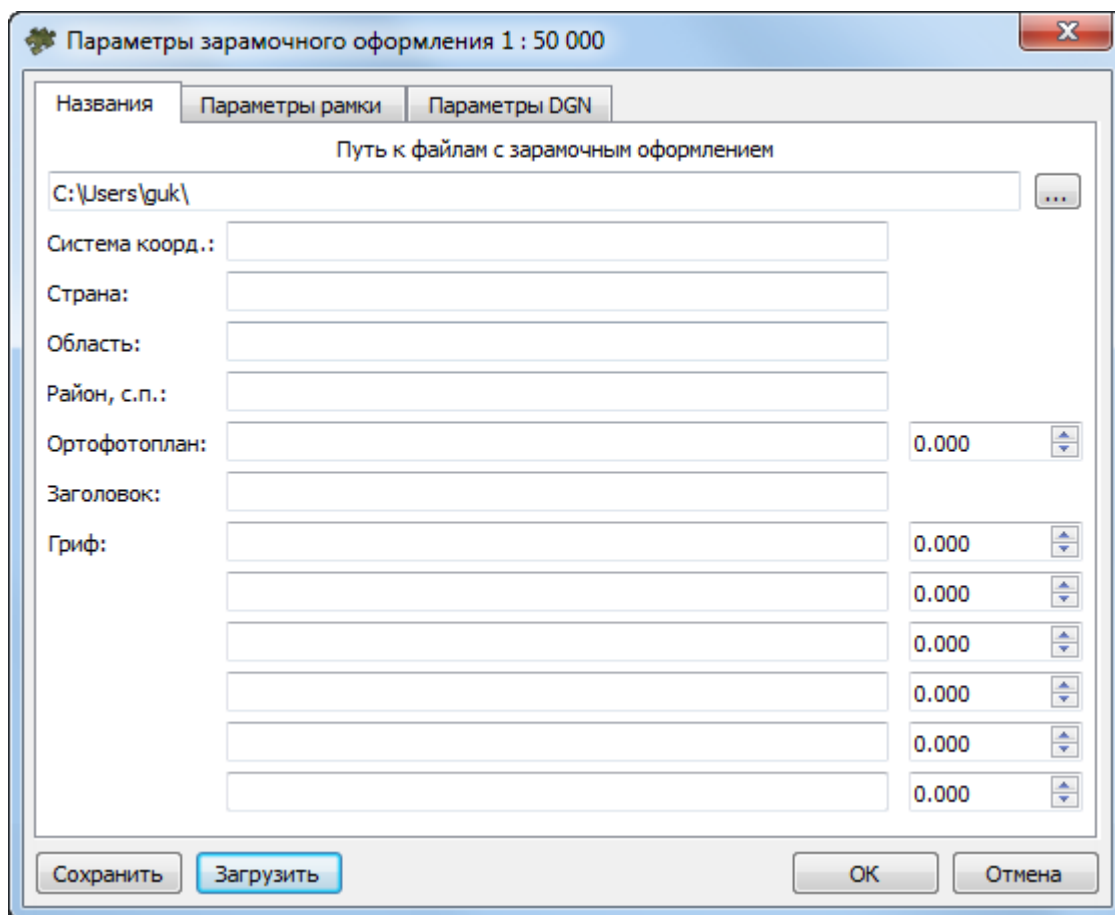 Параметры зарамочного оформления 1 : 50 000
Названия Параметры рамки Параметры DGN
Путь к файлам с зарамочным оформлением
C:\Users\guk\ ...
Система коорд.:
Страна:
Область:
Район, с.п.:
Ортофотоплан: 0.000
Заголовок:
Гриф: 0.000
0.000
0.000
0.000
0.000
0.000
Сохранить Загрузить OK Отмена